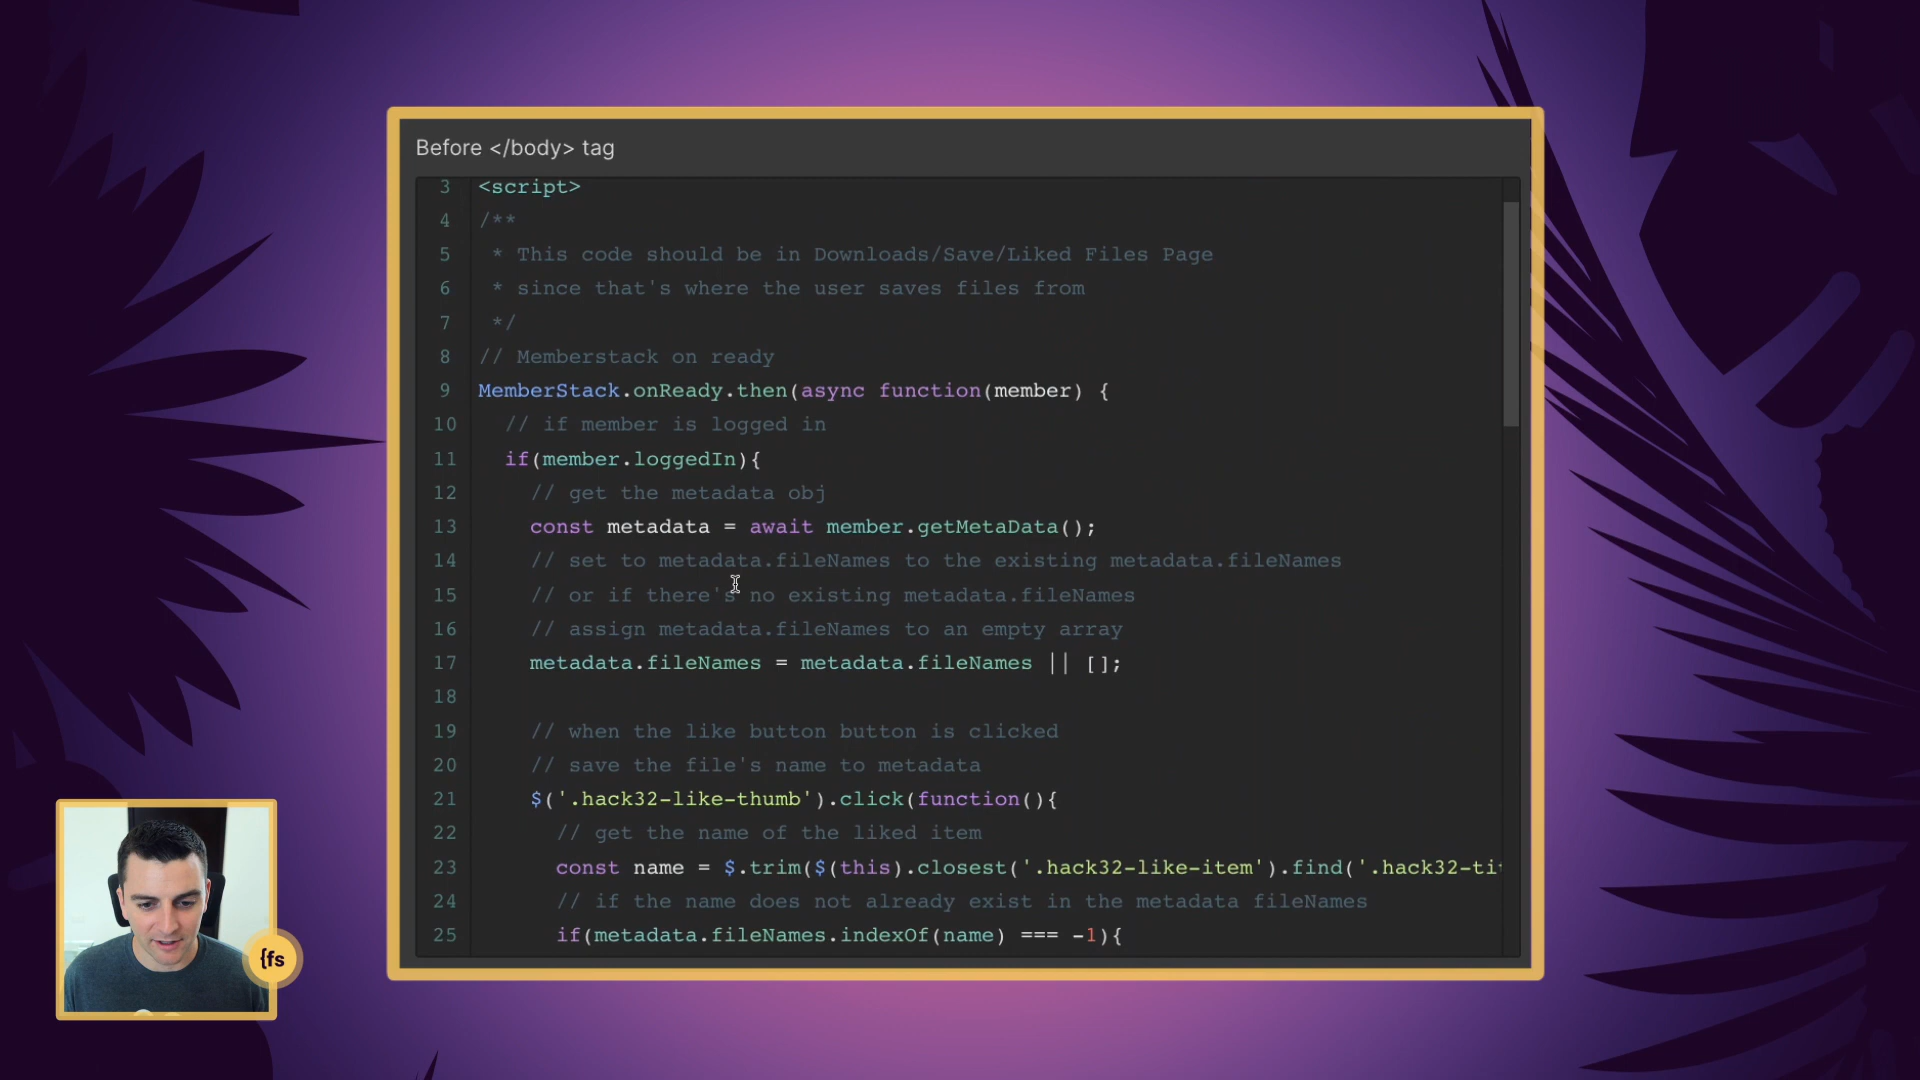 Before </body> tag
3 <script>
4 /**
5 * This code should be in Downloads/Save/Liked Files Page
6 * since that's where the user saves files from
7 */
8 // Memberstack on ready
9 MemberStack.onReady.then(async function(member) {
10 // if member is logged in
11 if(member.loggedIn){
12 // get the metadata obj
13 const metadata = await member.getMetaData();
14 // set to metadata.fileNames to the existing metadata.fileNames
15 // or if there's no existing metadata.fileNames
16 // assign metadata.fileNames to an empty array
17 metadata.fileNames = metadata.fileNames || [];
18
19 // when the like button button is clicked
20 // save the file's name to metadata
21 $('.hack32-like-thumb').click(function(){
22 // get the name of the liked item
23 const name = $.trim($(this).closest('.hack32-like-item').find('.hack32-tit
24 // if the name does not already exist in the metadata fileNames
25 if(metadata.fileNames.indexOf(name) === -1){
{fs